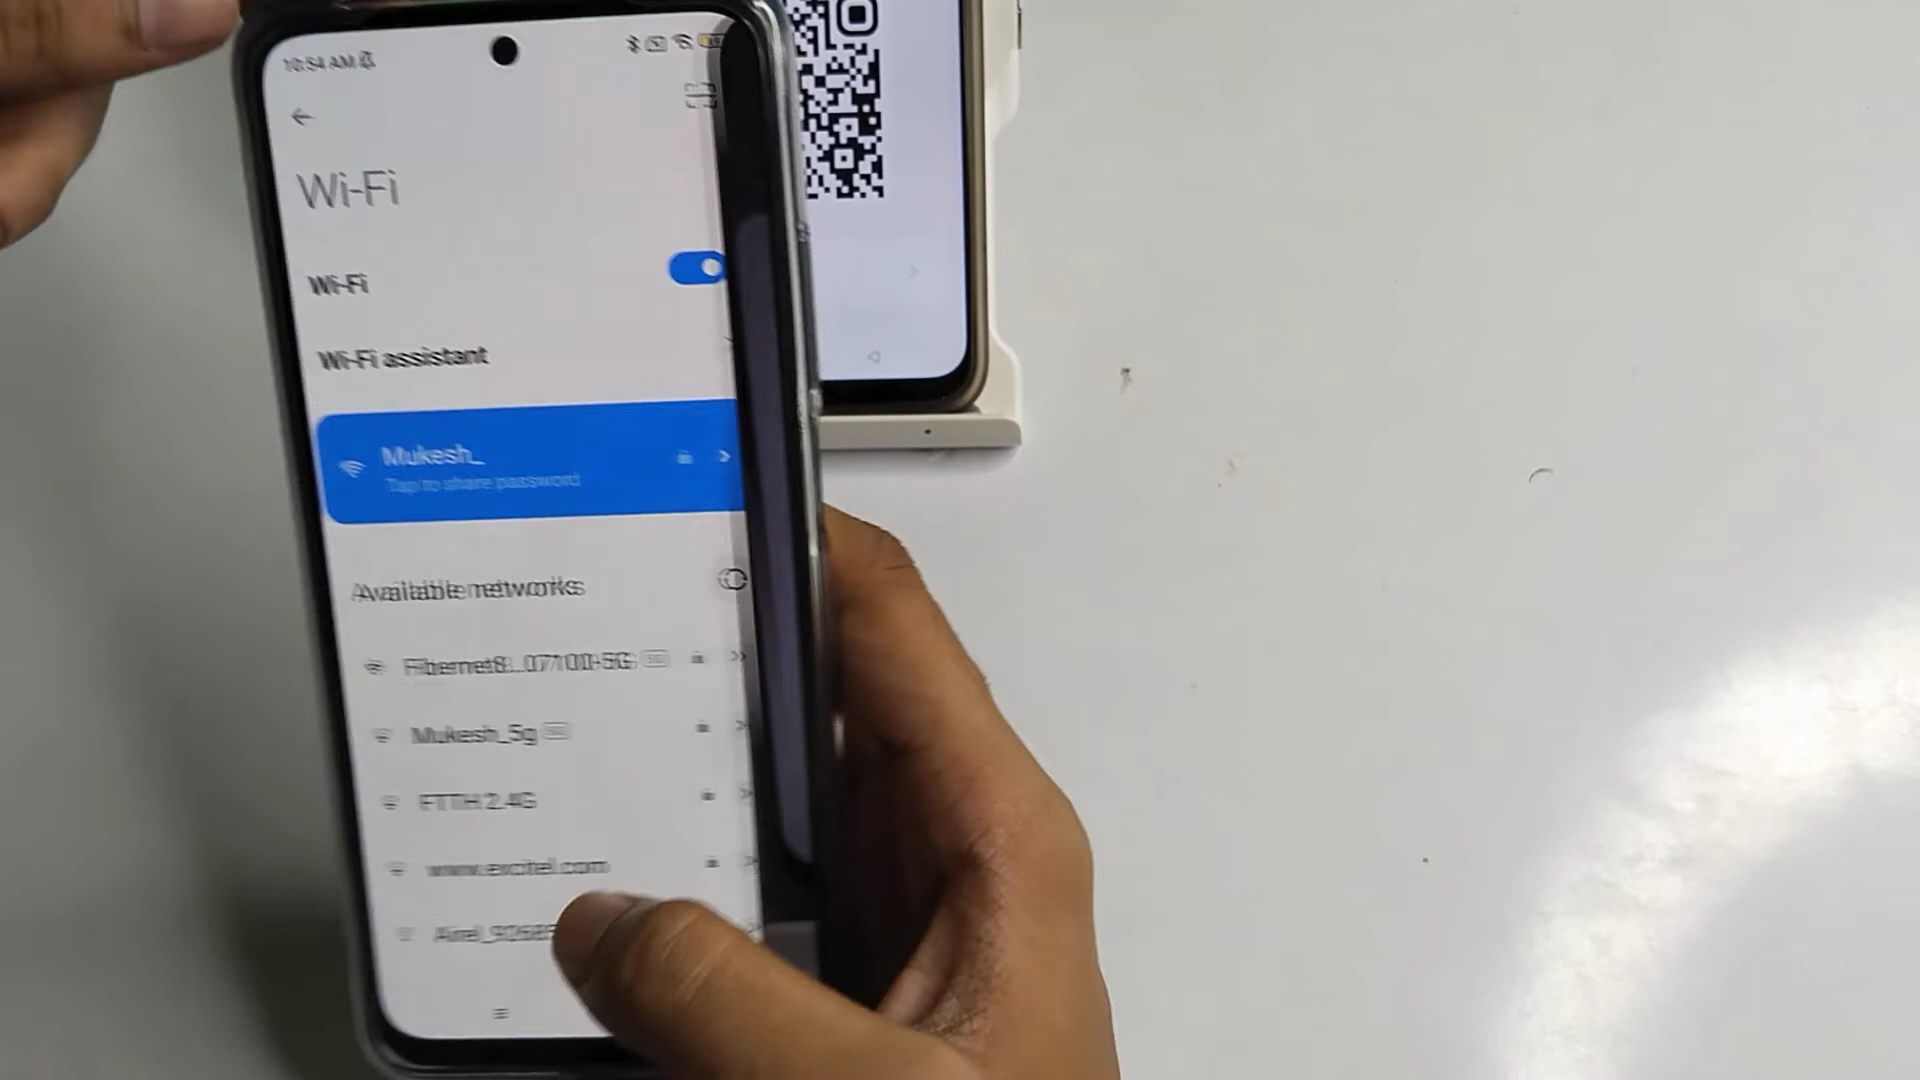 10:54 AM
Wi-Fi
Wi-Fi
Wi-Fi assistant
Mukesh_
Tap to share password
Available networks
Mukesh_5g
FTTH 2.4G
www.excitel.com